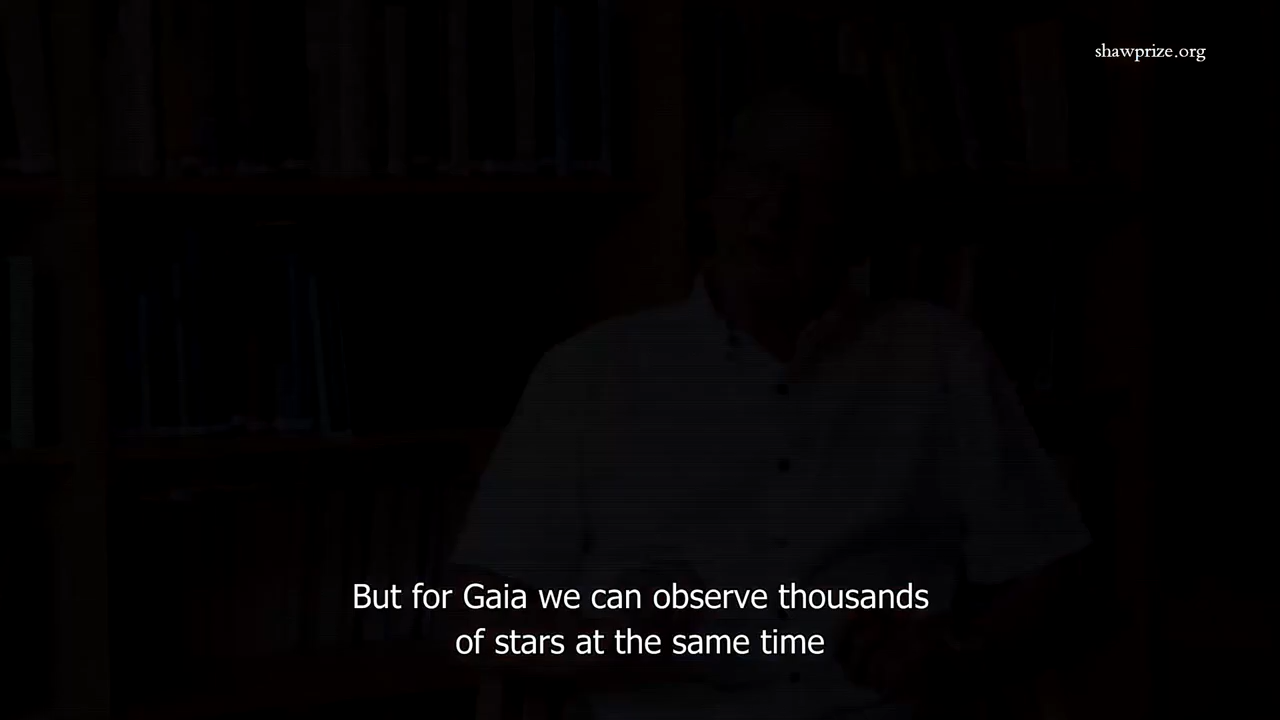 shawprize.org
But for Gaia we can observe thousands
of stars at the same time